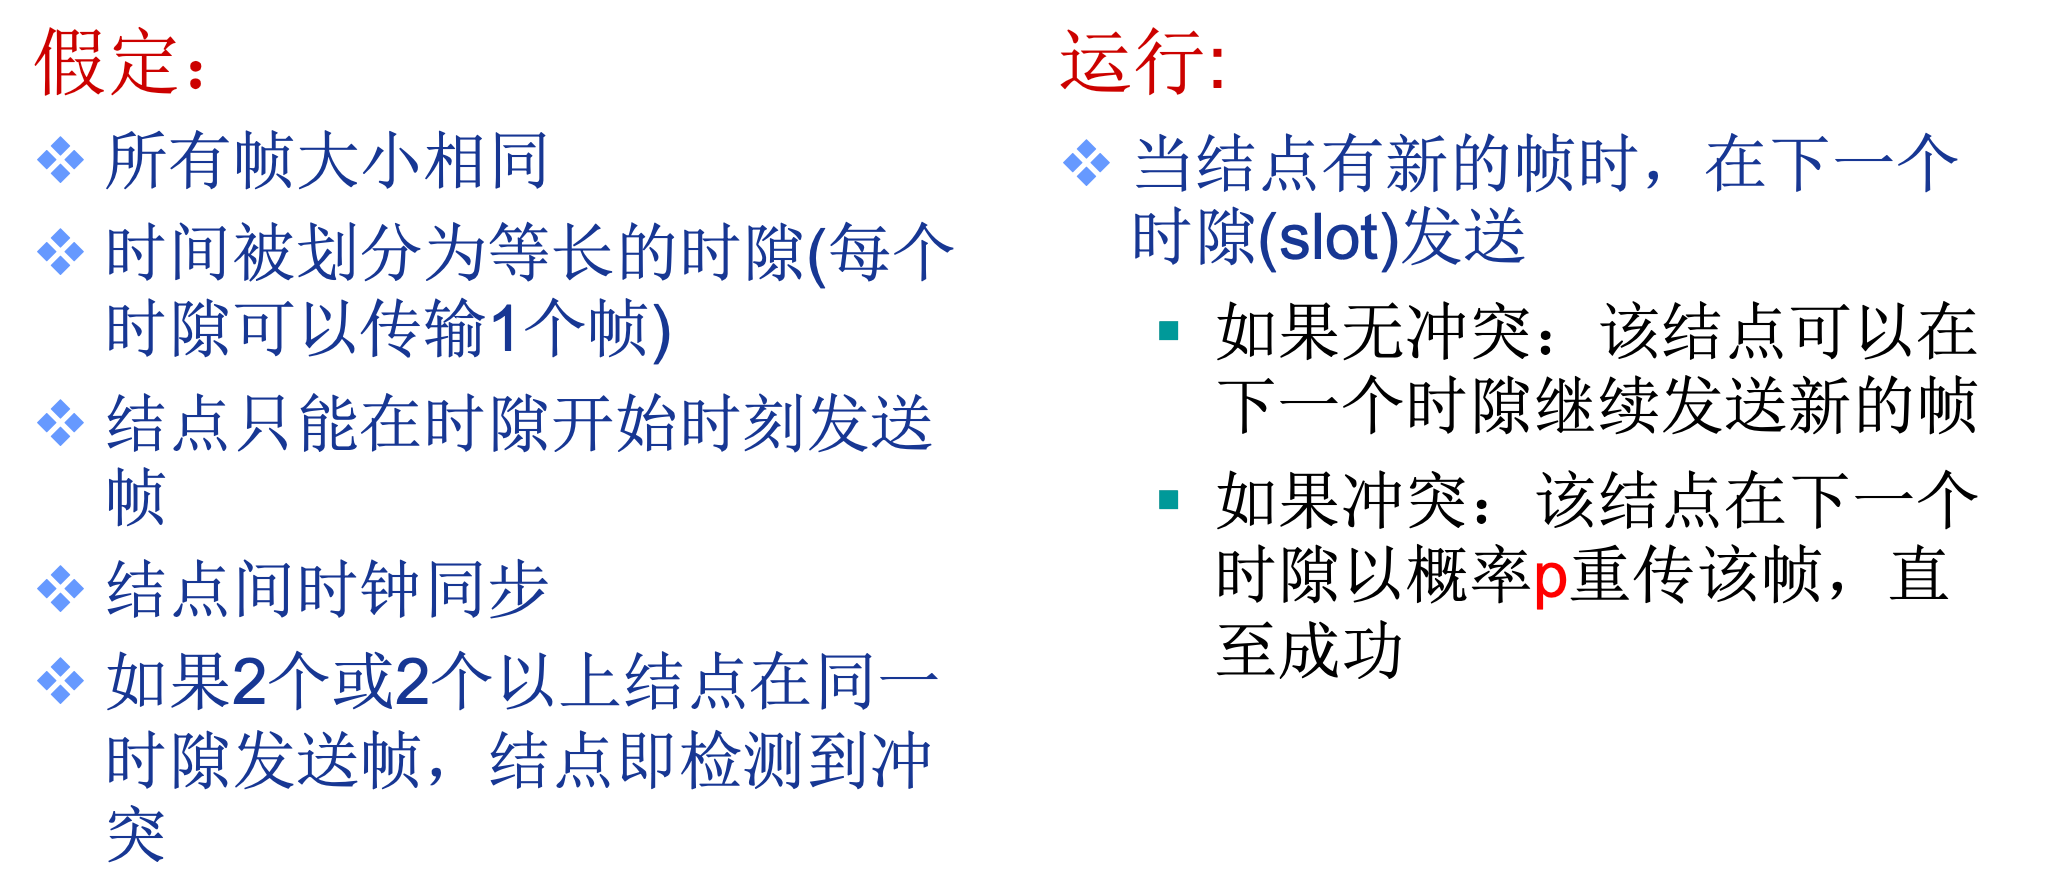 假定：
所有帧大小相同
时间被划分为等长的时隙(每个
时隙可以传输1个帧)
结点只能在时隙开始时刻发送
帧
结点间时钟同步
如果2个或2个以上结点在同一
时隙发送帧，结点即检测到冲
突
运行:
当结点有新的帧时，在下一个
时隙(slot)发送
如果无冲突：该结点可以在
下一个时隙继续发送新的帧
如果冲突：该结点在下一个
时隙以概率p重传该帧，直
至成功